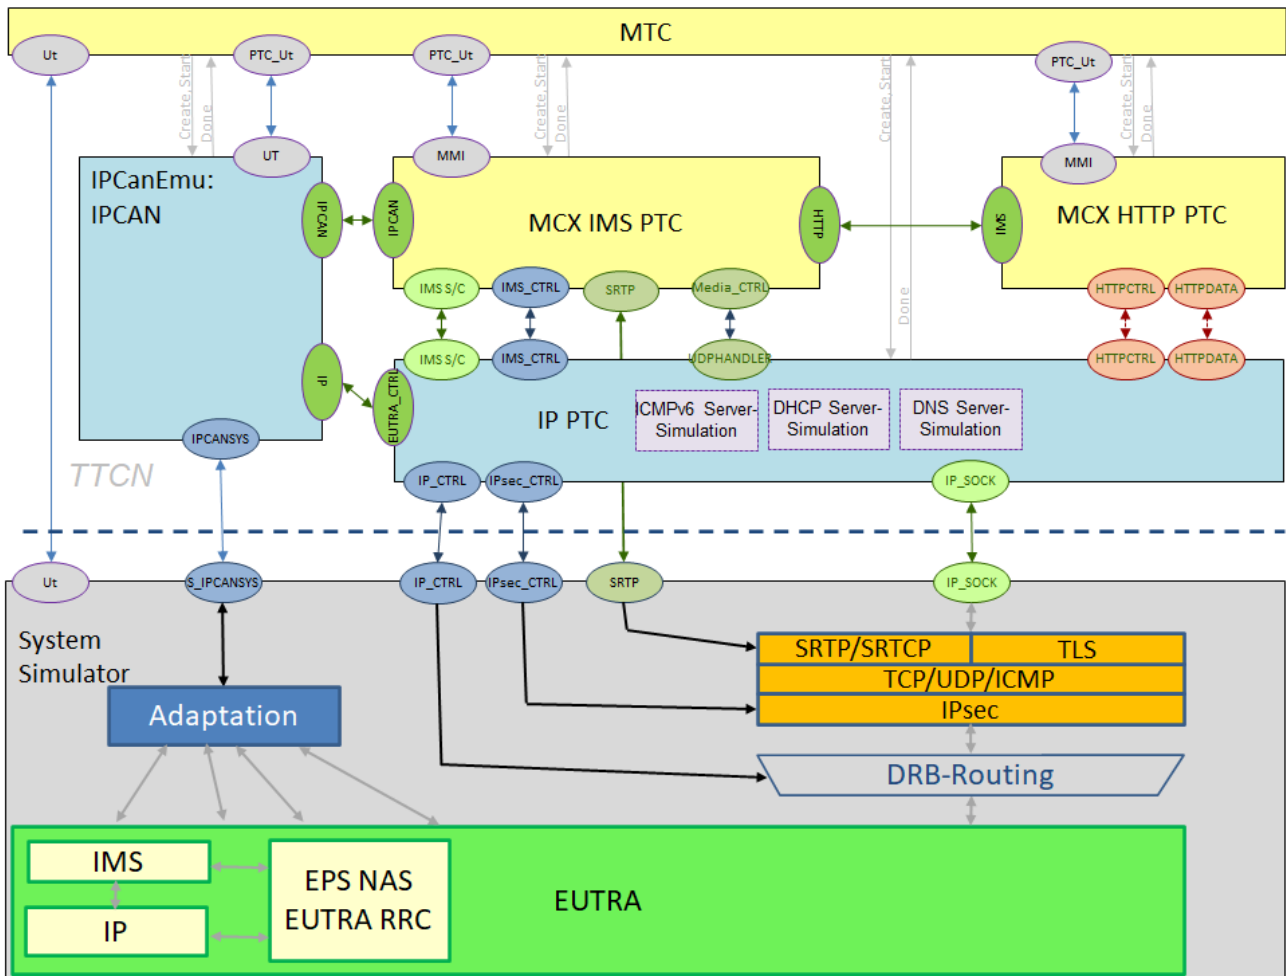 MTC
Ut
PTC_Ut
PTC_Ut
PTC_Ut
Create, Start
Done
Create, Start
Done
Create, Start
Done
Create, Start
Done
UT
MMI
MMI
IPCanEmu:
IPCAN
IPCAN
IPCAN
MCX IMS PTC
HTTP
SMI
MCX HTTP PTC
IMS S/C
IMS_CTRL
SRTP
Media_CTRL
HTTPCTRL
HTTPDATA
IMS S/C
IMS_CTRL
UDPHANDLER
HTTPCTRL
HTTPDATA
IP
EUTRA_CTRL
IP PTC
ICMPv6 Server-
Simulation
DHCP Server-
Simulation
DNS Server-
Simulation
IPCANSYS
TTCN
IP_CTRL
IPsec_CTRL
IP_SOCK
Ut
S_IPCANSYS
IP_CTRL
IPsec_CTRL
SRTP
IP_SOCK
System
Simulator
SRTP/SRTCP
TLS
TCP/UDP/ICMP
IPsec
Adaptation
DRB-Routing
IMS
IP
EPS NAS
EUTRA RRC
EUTRA